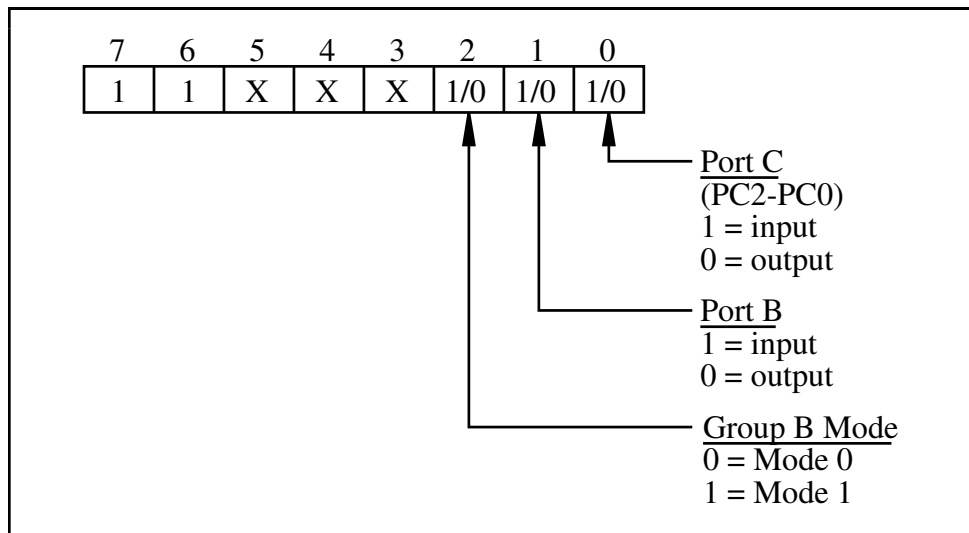 7 6 5 4 3 2 1 0
1 1 X X X 1/0 1/0 1/0
Port C
(PC2-PC0)
1 = input
0 = output
Port B
1 = input
0 = output
Group B Mode
0 = Mode 0
1 = Mode 1